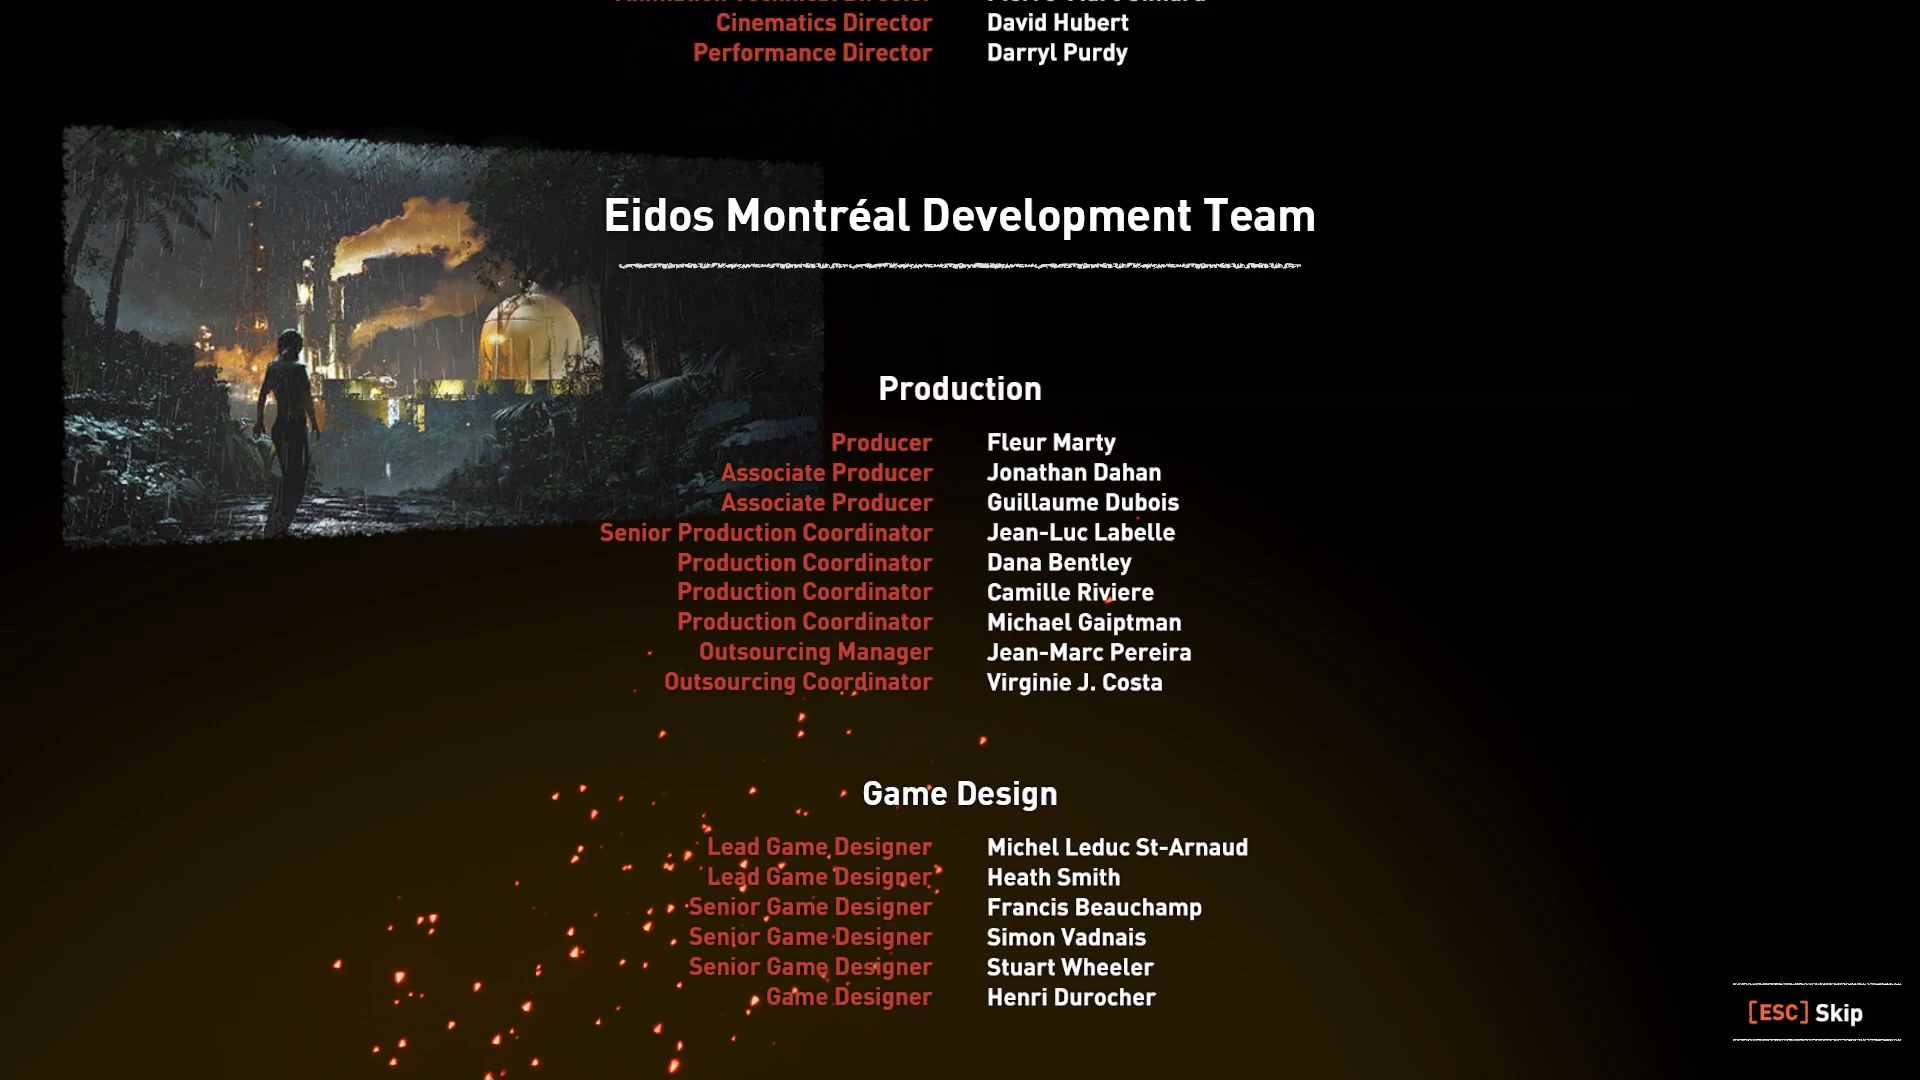 Cinematics Director David Hubert
Performance Director Darryl Purdy
Eidos Montréal Development Team
Production
Producer Fleur Marty
Associate Producer Jonathan Dahan
Associate Producer Guillaume Dubois
Senior Production Coordinator Jean-Luc Labelle
Production Coordinator Dana Bentley
Production Coordinator Camille Riviere
Production Coordinator Michael Gaiptman
Outsourcing Manager Jean-Marc Pereira
Outsourcing Coordinator Virginie J. Costa
Game Design
Lead Game Designer Michel Leduc St-Arnaud
Lead Game Designer Heath Smith
Senior Game Designer Francis Beauchamp
Senior Game Designer Simon Vadnais
Senior Game Designer Stuart Wheeler
Game Designer Henri Durocher
[ESC] Skip